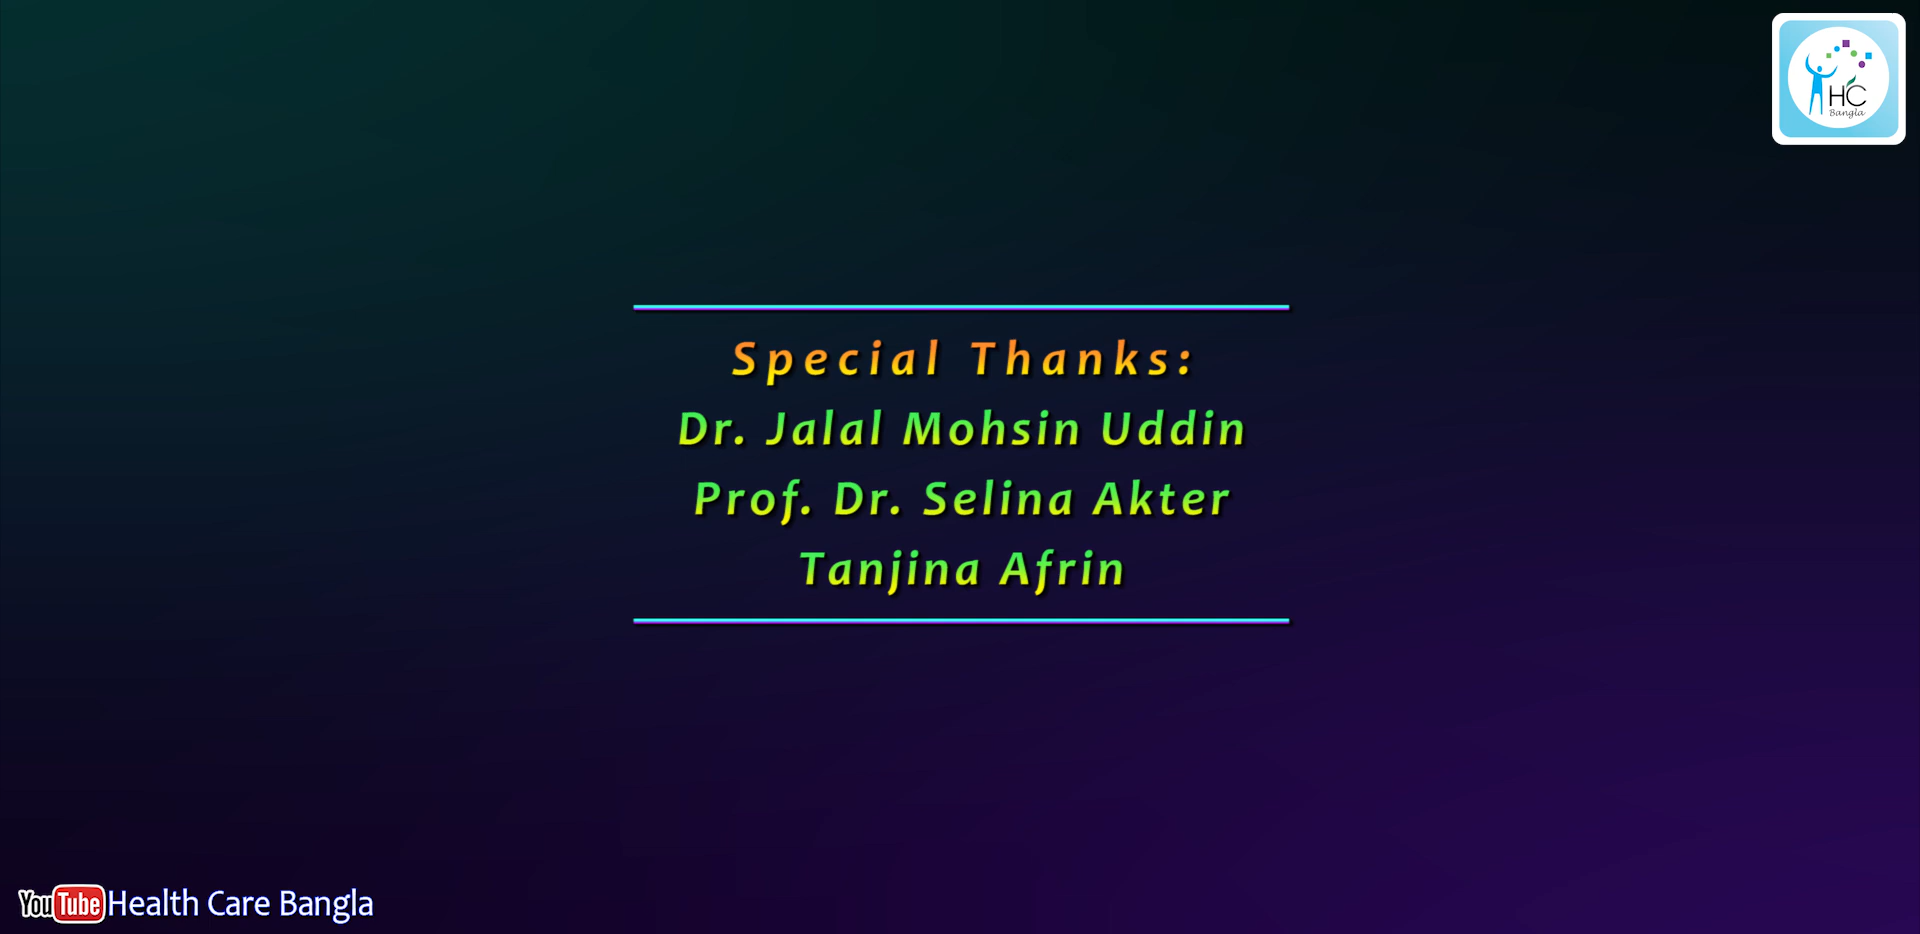 HC
Bangla
Special Thanks:
Dr. Jalal Mohsin Uddin
Prof. Dr. Selina Akter
Tanjina Afrin
YouTube Health Care Bangla